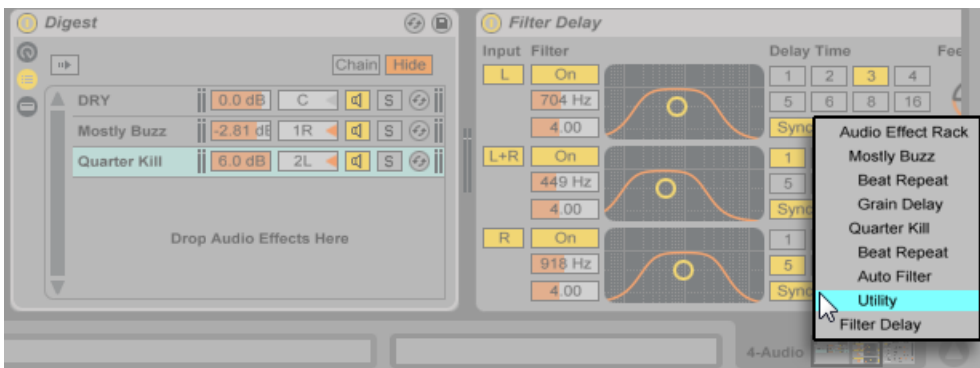 Digest
Chain Hide
DRY 0.0 dB C S
Mostly Buzz -2.81 dB 1R S
Quarter Kill 6.0 dB 2L S
Drop Audio Effects Here
Filter Delay
Input Filter Delay Time Fee
L On 1 2 3 4
704 Hz 5 6 8 16
4.00 Sync
L+R On 1
449 Hz 5
4.00 Sync
R On 1
918 Hz 5
4.00 Sync
Audio Effect Rack
Mostly Buzz
Beat Repeat
Grain Delay
Quarter Kill
Beat Repeat
Auto Filter
Utility
Filter Delay
4-Audio